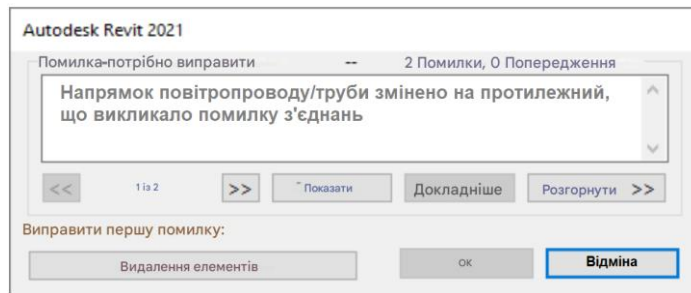 Autodesk Revit 2021
Помилка-потрібно виправити -- 2 Помилки, 0 Попередження
Напрямок повітропроводу/труби змінено на протилежний,
що викликало помилку з'єднань
<< 1 із 2 >> Показати Докладніше Розгорнути >>
Виправити першу помилку:
Видалення елементів ок Відміна